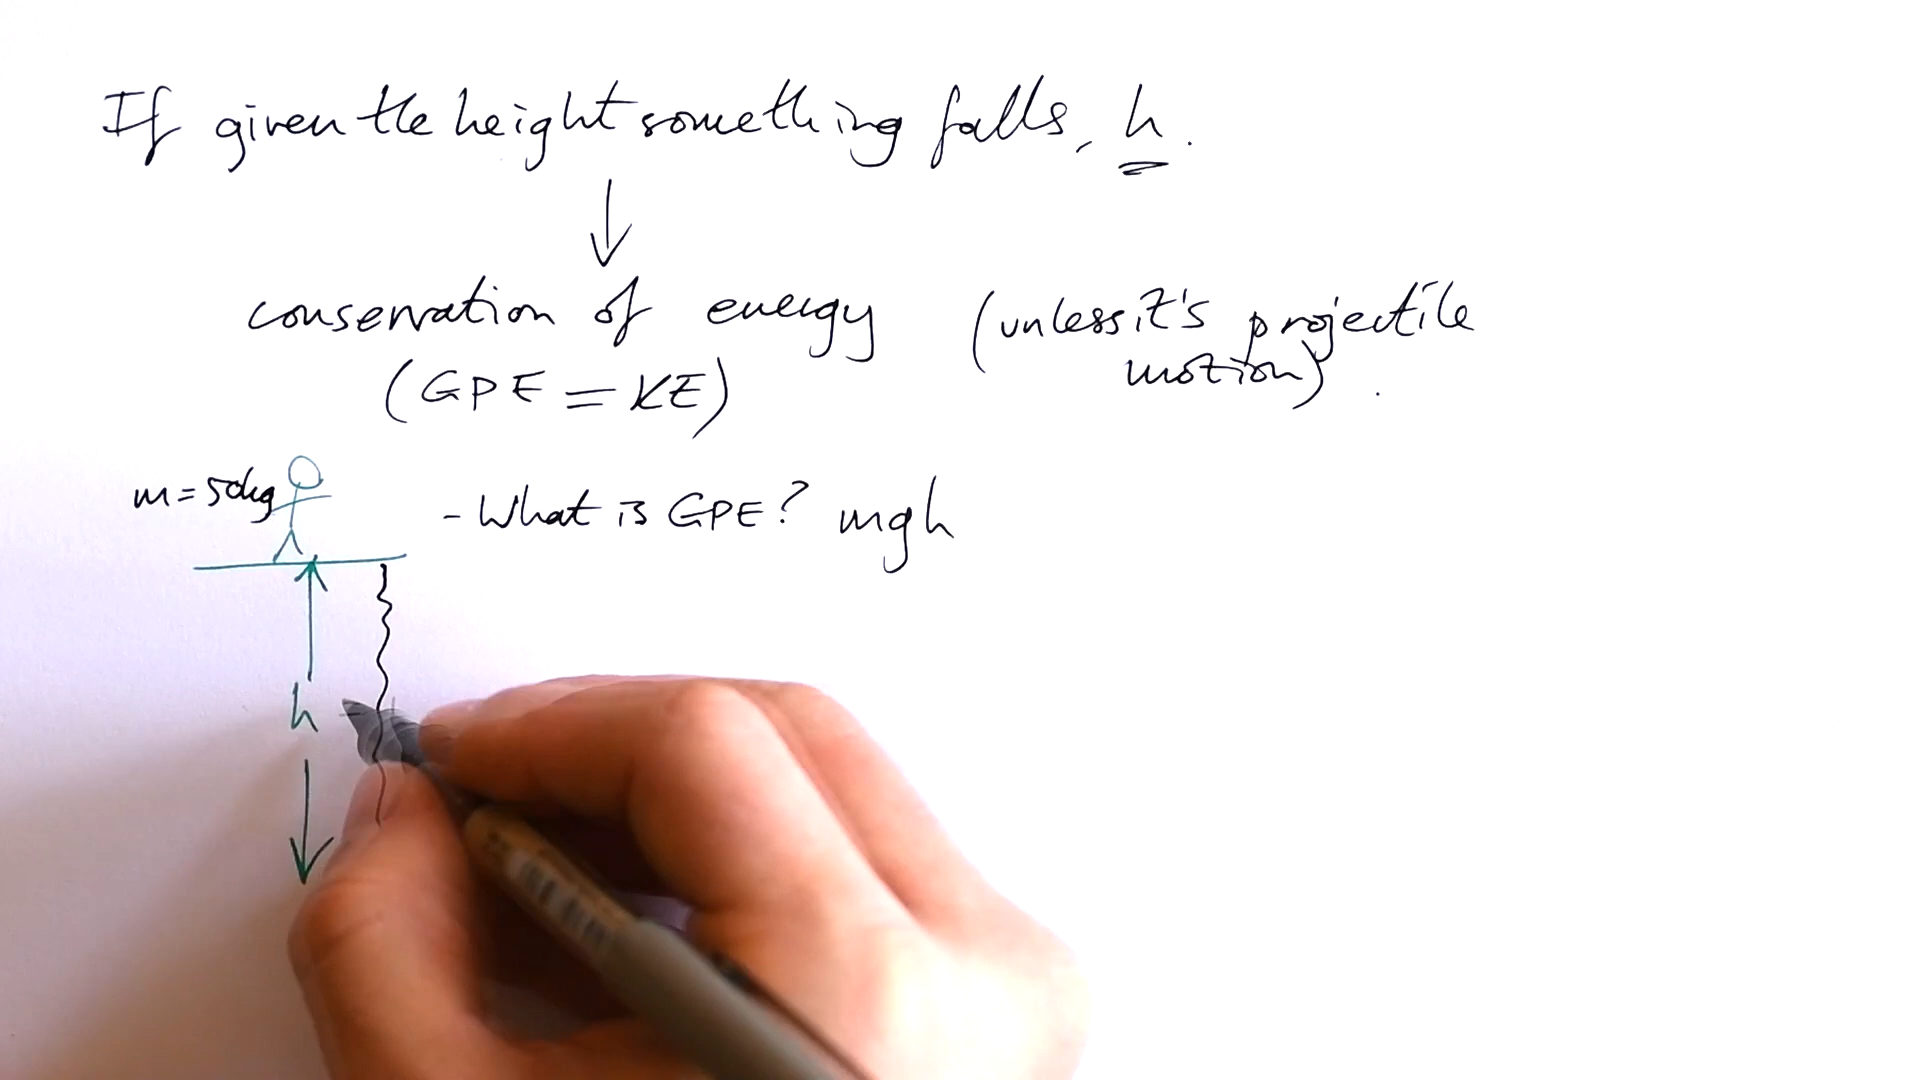 If given the height something falls, h.
conservation of energy (unless it's projectile motion).
(GPE = KE)
m = 50kg
- What is GPE? mgh
h